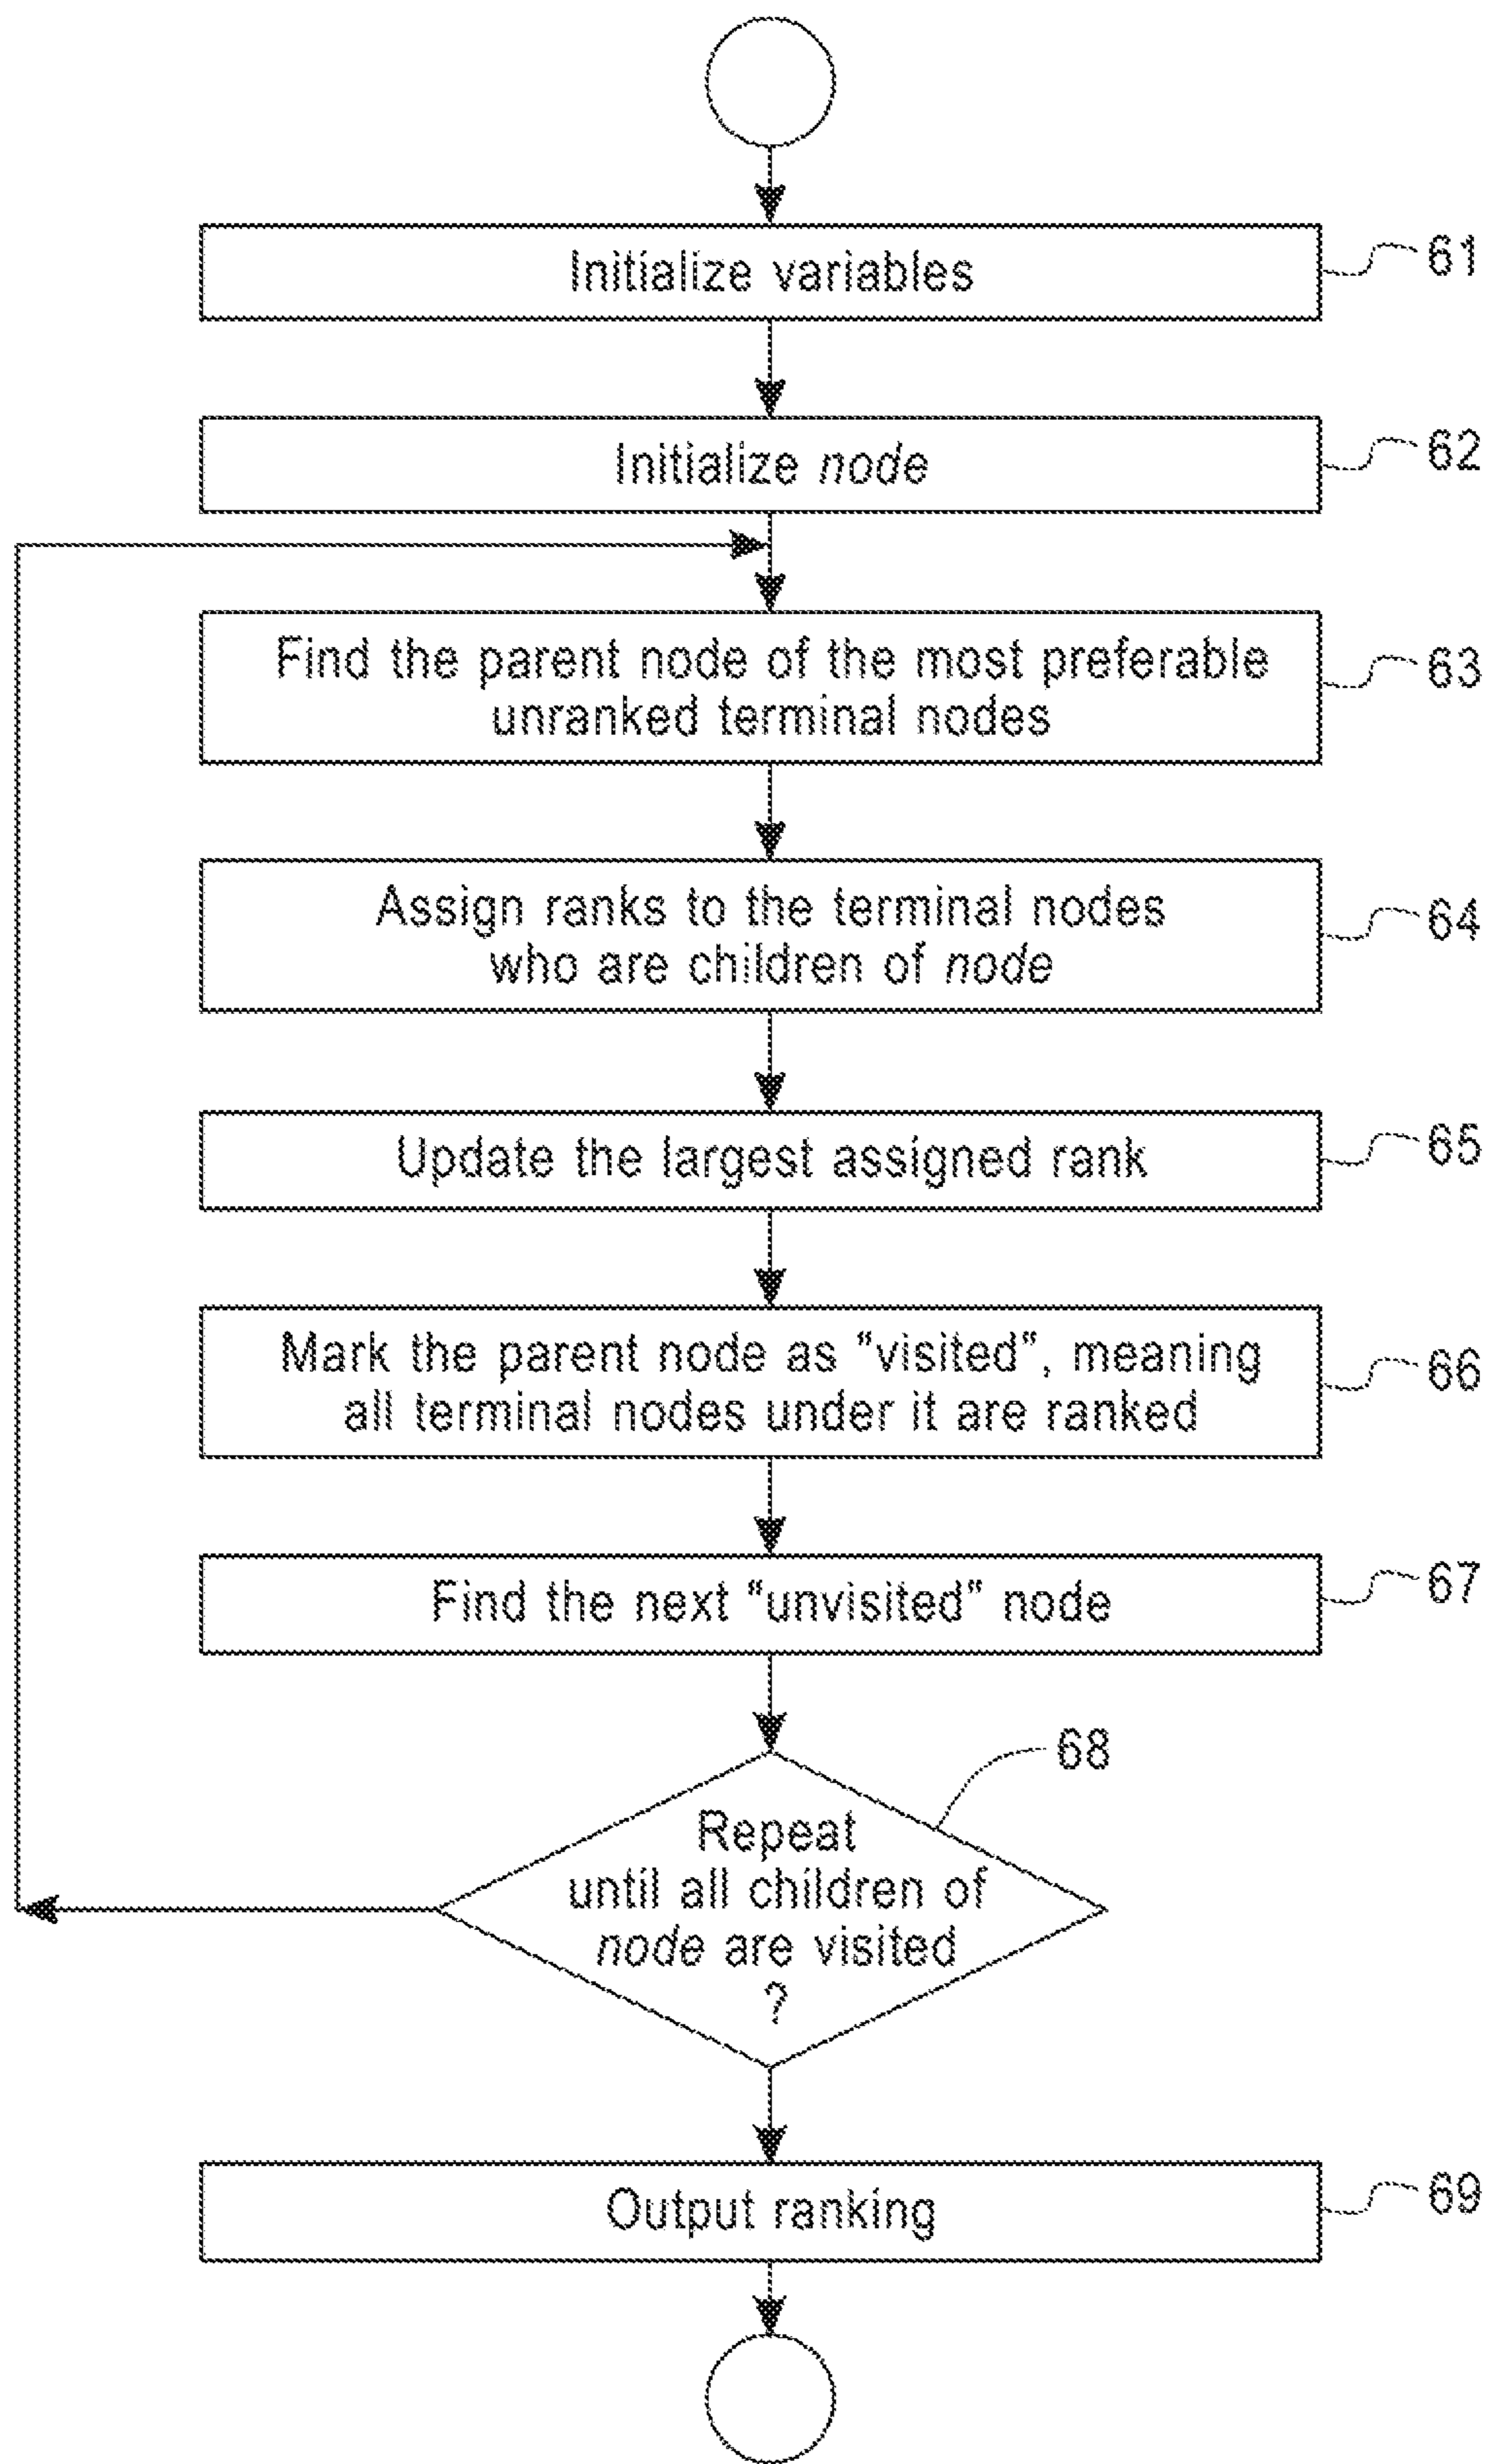 Initialize variables
61
Initialize node
62
Find the parent node of the most preferable
unranked terminal nodes
63
Assign ranks to the terminal nodes
who are children of node
64
Update the largest assigned rank
65
Mark the parent node as “visited”, meaning
all terminal nodes under it are ranked
66
Find the next “unvisited” node
67
68
Repeat
until all children of
node are visited
?
Output ranking
69